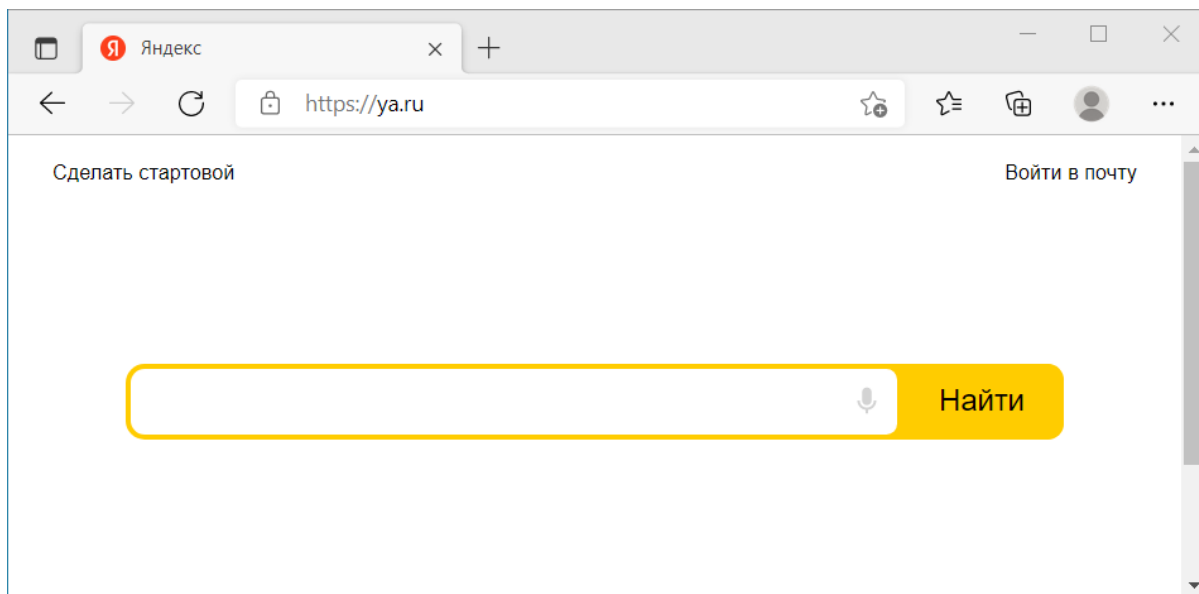 Яндекс
https://ya.ru
Сделать стартовой
Войти в почту
Найти